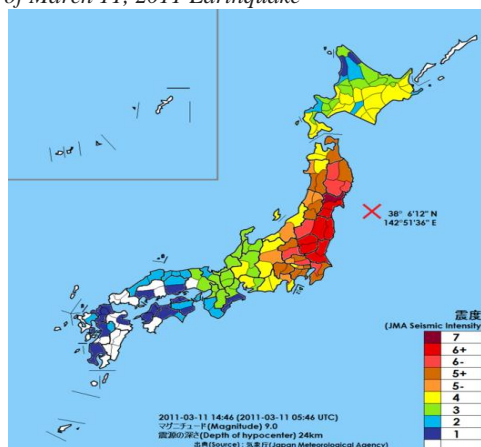 of March 11, 2011 Earthquake
38° 6'12" N
142°51'36" E
震度
(JMA Seismic Intensity
7
6+
6-
5+
5-
4
3
2
1
2011-03-11 14:46 (2011-03-11 05:46 UTC)
マグニチュード(Magnitude) 9.0
震源の深さ(Depth of hypocenter) 24km
出典(Source) : 気象庁(Japan Meteorological Agency)